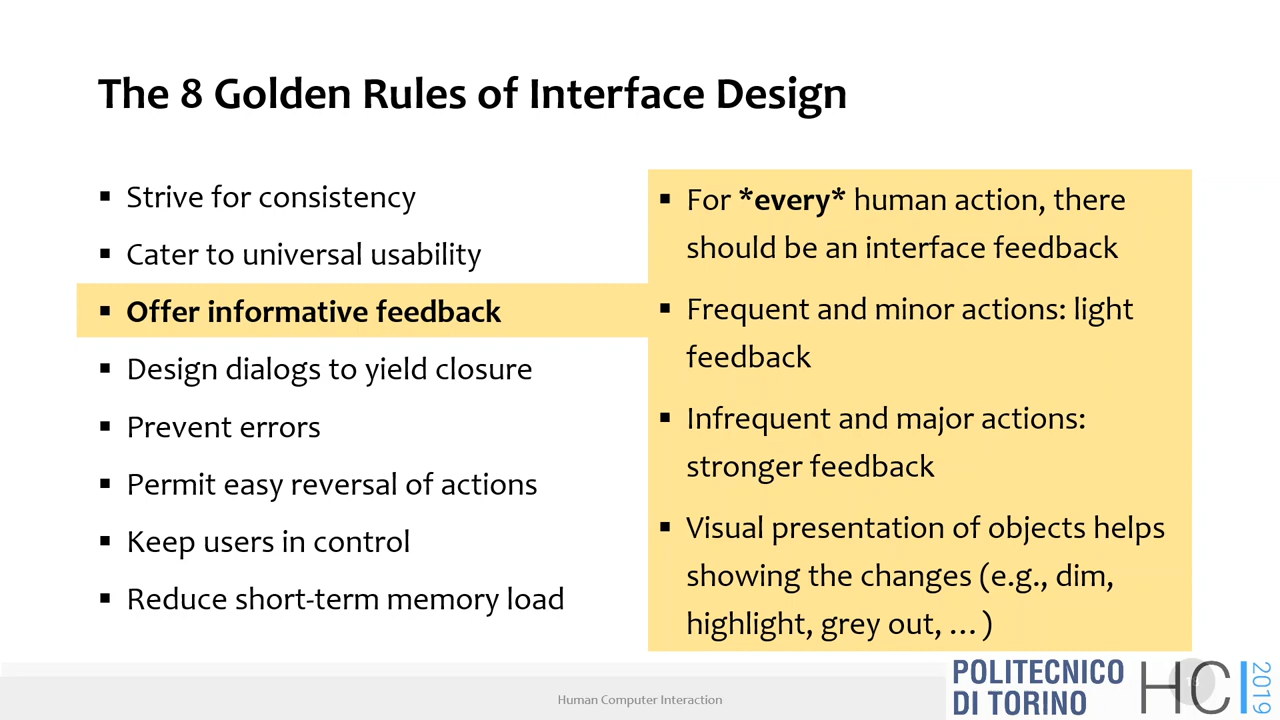 The 8 Golden Rules of Interface Design
▪ Strive for consistency
▪ Cater to universal usability
▪ Offer informative feedback
▪ Design dialogs to yield closure
▪ Prevent errors
▪ Permit easy reversal of actions
▪ Keep users in control
▪ Reduce short-term memory load
▪ For *every* human action, there
should be an interface feedback
▪ Frequent and minor actions: light
feedback
▪ Infrequent and major actions:
stronger feedback
▪ Visual presentation of objects helps
showing the changes (e.g., dim,
highlight, grey out, … )
Human Computer Interaction
POLITECNICO
DI TORINO
HCI
2019